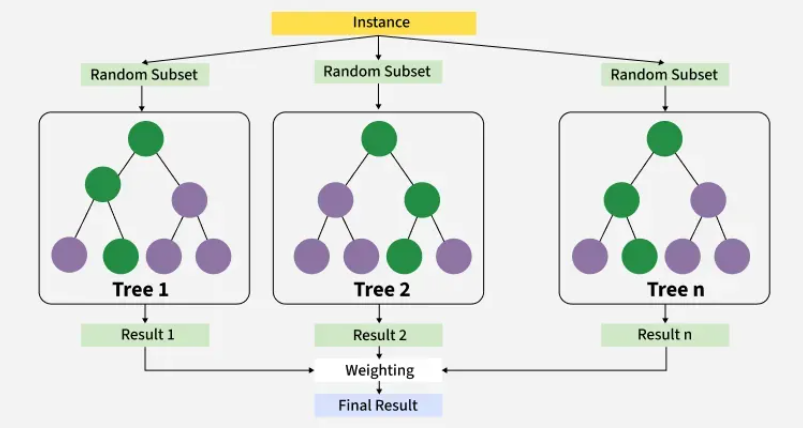 Instance
Random Subset
Random Subset
Random Subset
Tree 1
Tree 2
Tree n
Result 1
Result 2
Result n
Weighting
Final Result